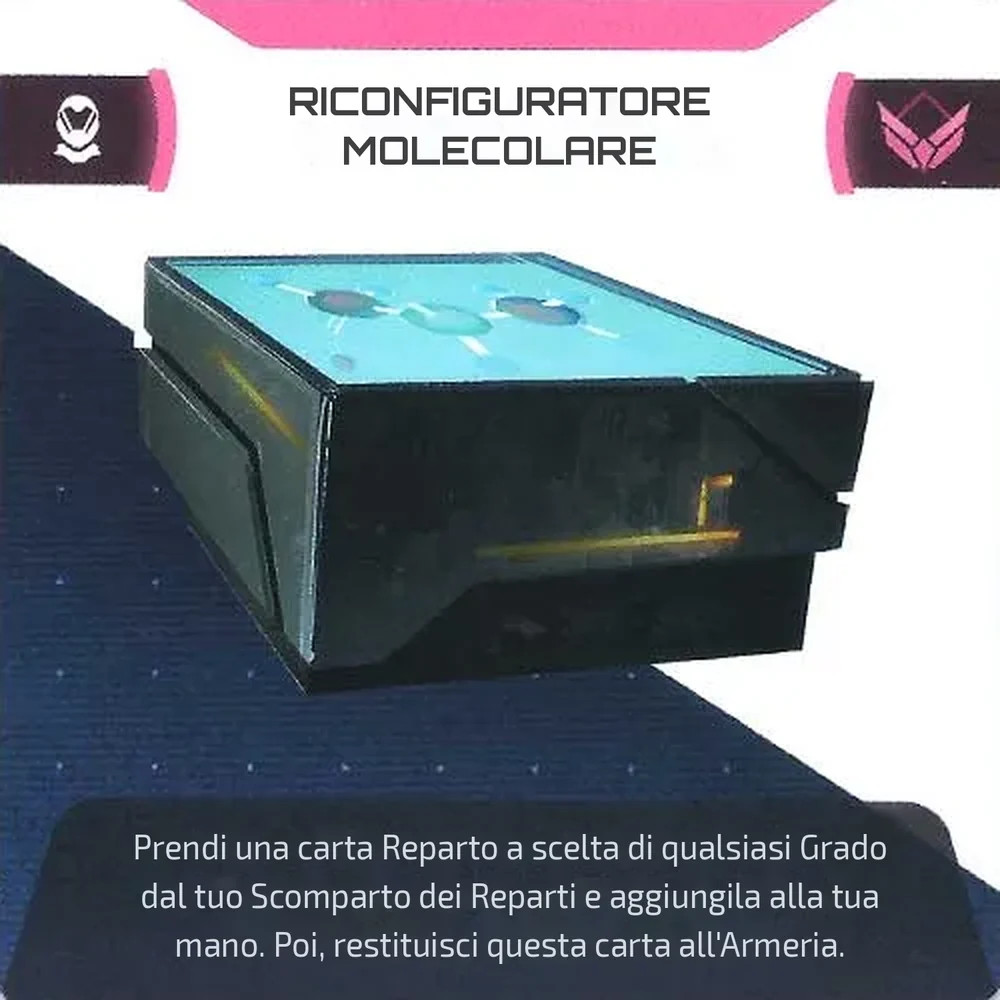 RICONFIGURATORE
MOLECOLARE
Prendi una carta Reparto a scelta di qualsiasi Grado
dal tuo Scomparto dei Reparti e aggiungila alla tua
mano. Poi, restituisci questa carta all'Armeria.